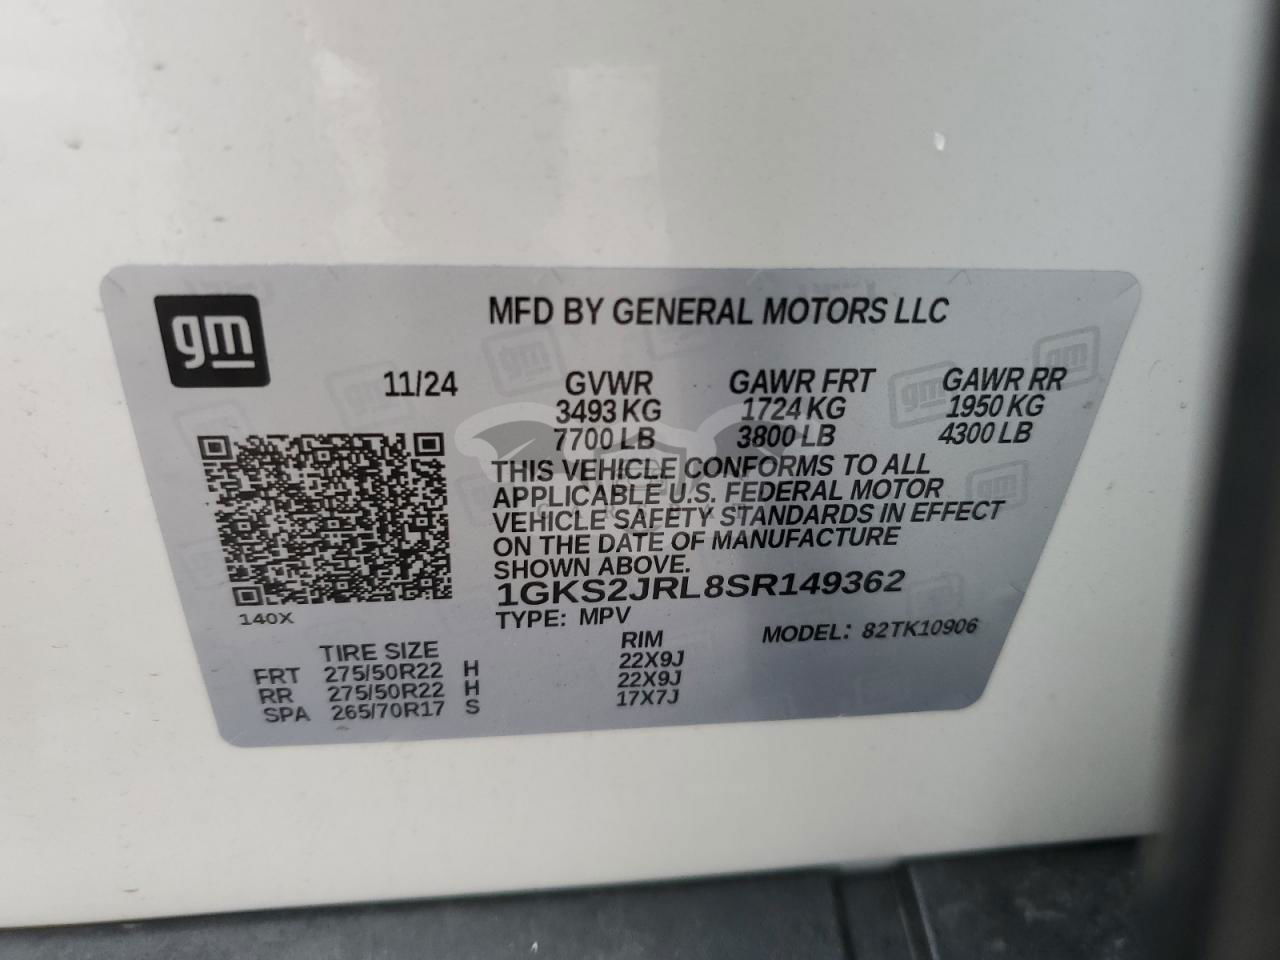 gm
MFD BY GENERAL MOTORS LLC
11/24 GVWR GAWR FRT GAWR RR
3493 KG 1724 KG 1950 KG
7700 LB 3800 LB 4300 LB
THIS VEHICLE CONFORMS TO ALL
APPLICABLE U.S. FEDERAL MOTOR
VEHICLE SAFETY STANDARDS IN EFFECT
ON THE DATE OF MANUFACTURE
SHOWN ABOVE.
1GKS2JRL8SR149362
140X
TYPE: MPV
MODEL: 82TK10906
TIRE SIZE RIM
FRT 275/50R22 H 22X9J
RR 275/50R22 H 22X9J
SPA 265/70R17 S 17X7J